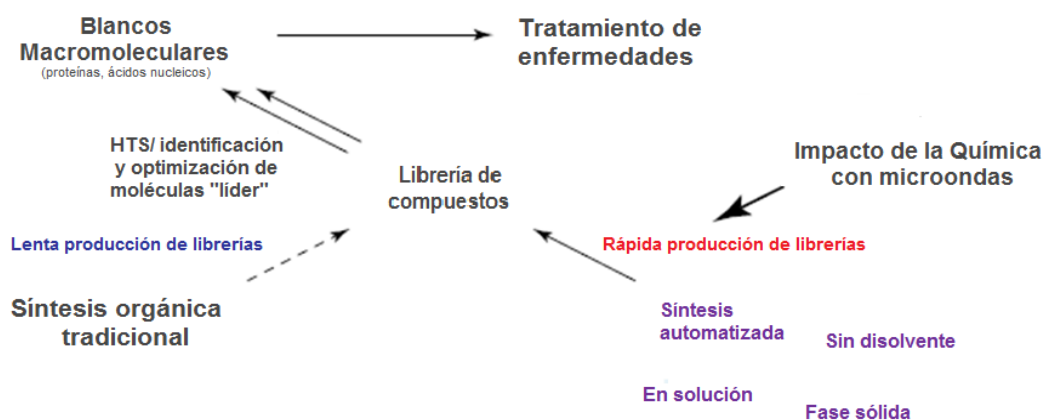 Blancos
Macromoleculares
(proteínas, ácidos nucleicos)
Tratamiento de
enfermedades
HTS/ identificación
y optimización de
moléculas "líder"
Librería de
compuestos
Impacto de la Química
con microondas
Lenta producción de librerías
Rápida producción de librerías
Síntesis orgánica
tradicional
Síntesis
automatizada
Sin disolvente
En solución
Fase sólida